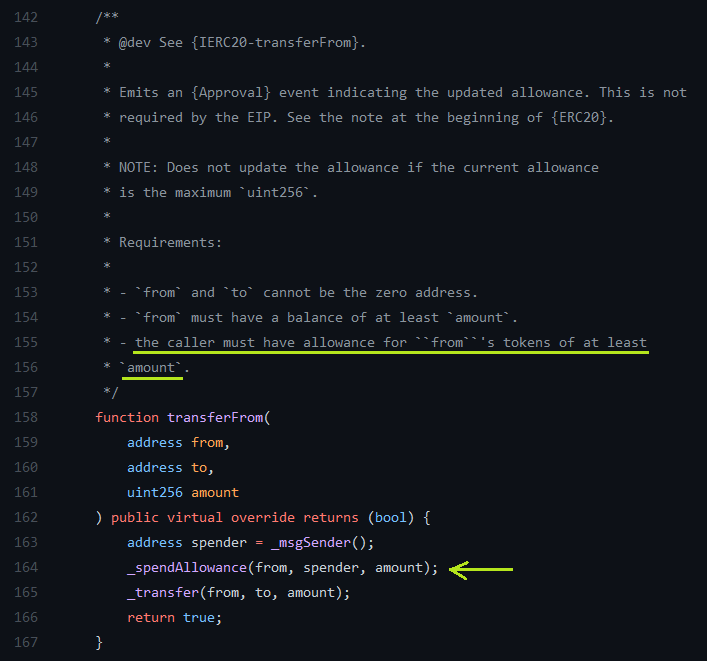 142 /**
143 * @dev See {IERC20-transferFrom}.
144 *
145 * Emits an {Approval} event indicating the updated allowance. This is not
146 * required by the EIP. See the note at the beginning of {ERC20}.
147 *
148 * NOTE: Does not update the allowance if the current allowance
149 * is the maximum `uint256`.
150 *
151 * Requirements:
152 *
153 * - `from` and `to` cannot be the zero address.
154 * - `from` must have a balance of at least `amount`.
155 * - the caller must have allowance for ``from``'s tokens of at least
156 * `amount`.
157 */
158 function transferFrom(
159 address from,
160 address to,
161 uint256 amount
162 ) public virtual override returns (bool) {
163 address spender = _msgSender();
164 _spendAllowance(from, spender, amount);
165 _transfer(from, to, amount);
166 return true;
167 }